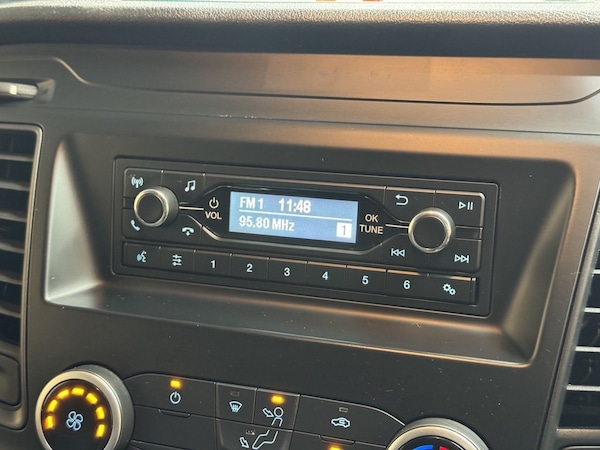 FM 1 11:48
95.80 MHz 1
VOL
OK
TUNE
1 2 3 4 5 6